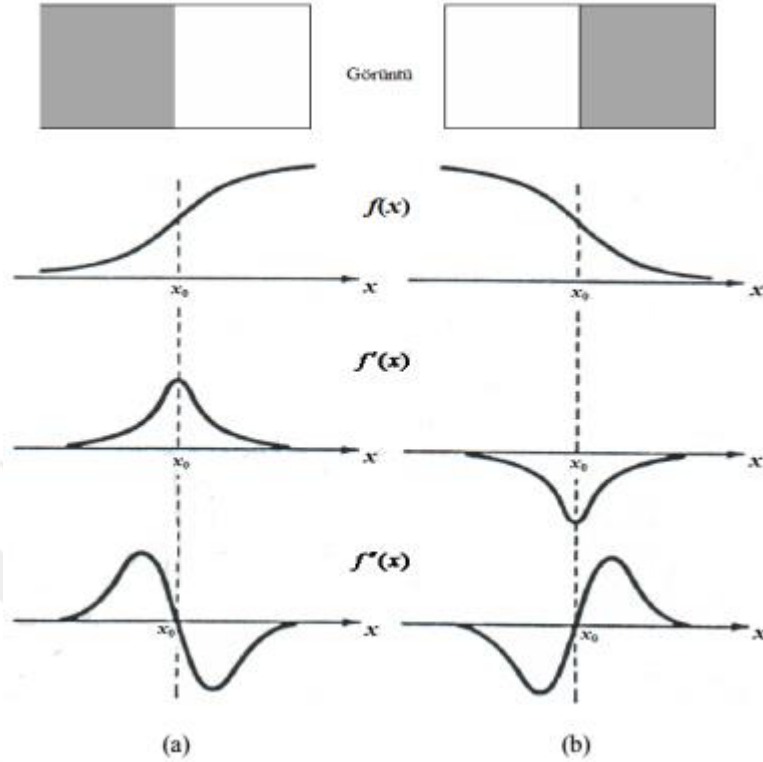 Görüntü
f(x)
x₀ x x₀ x
f'(x)
x₀ x x₀ x
f''(x)
x₀ x x₀ x
(a) (b)